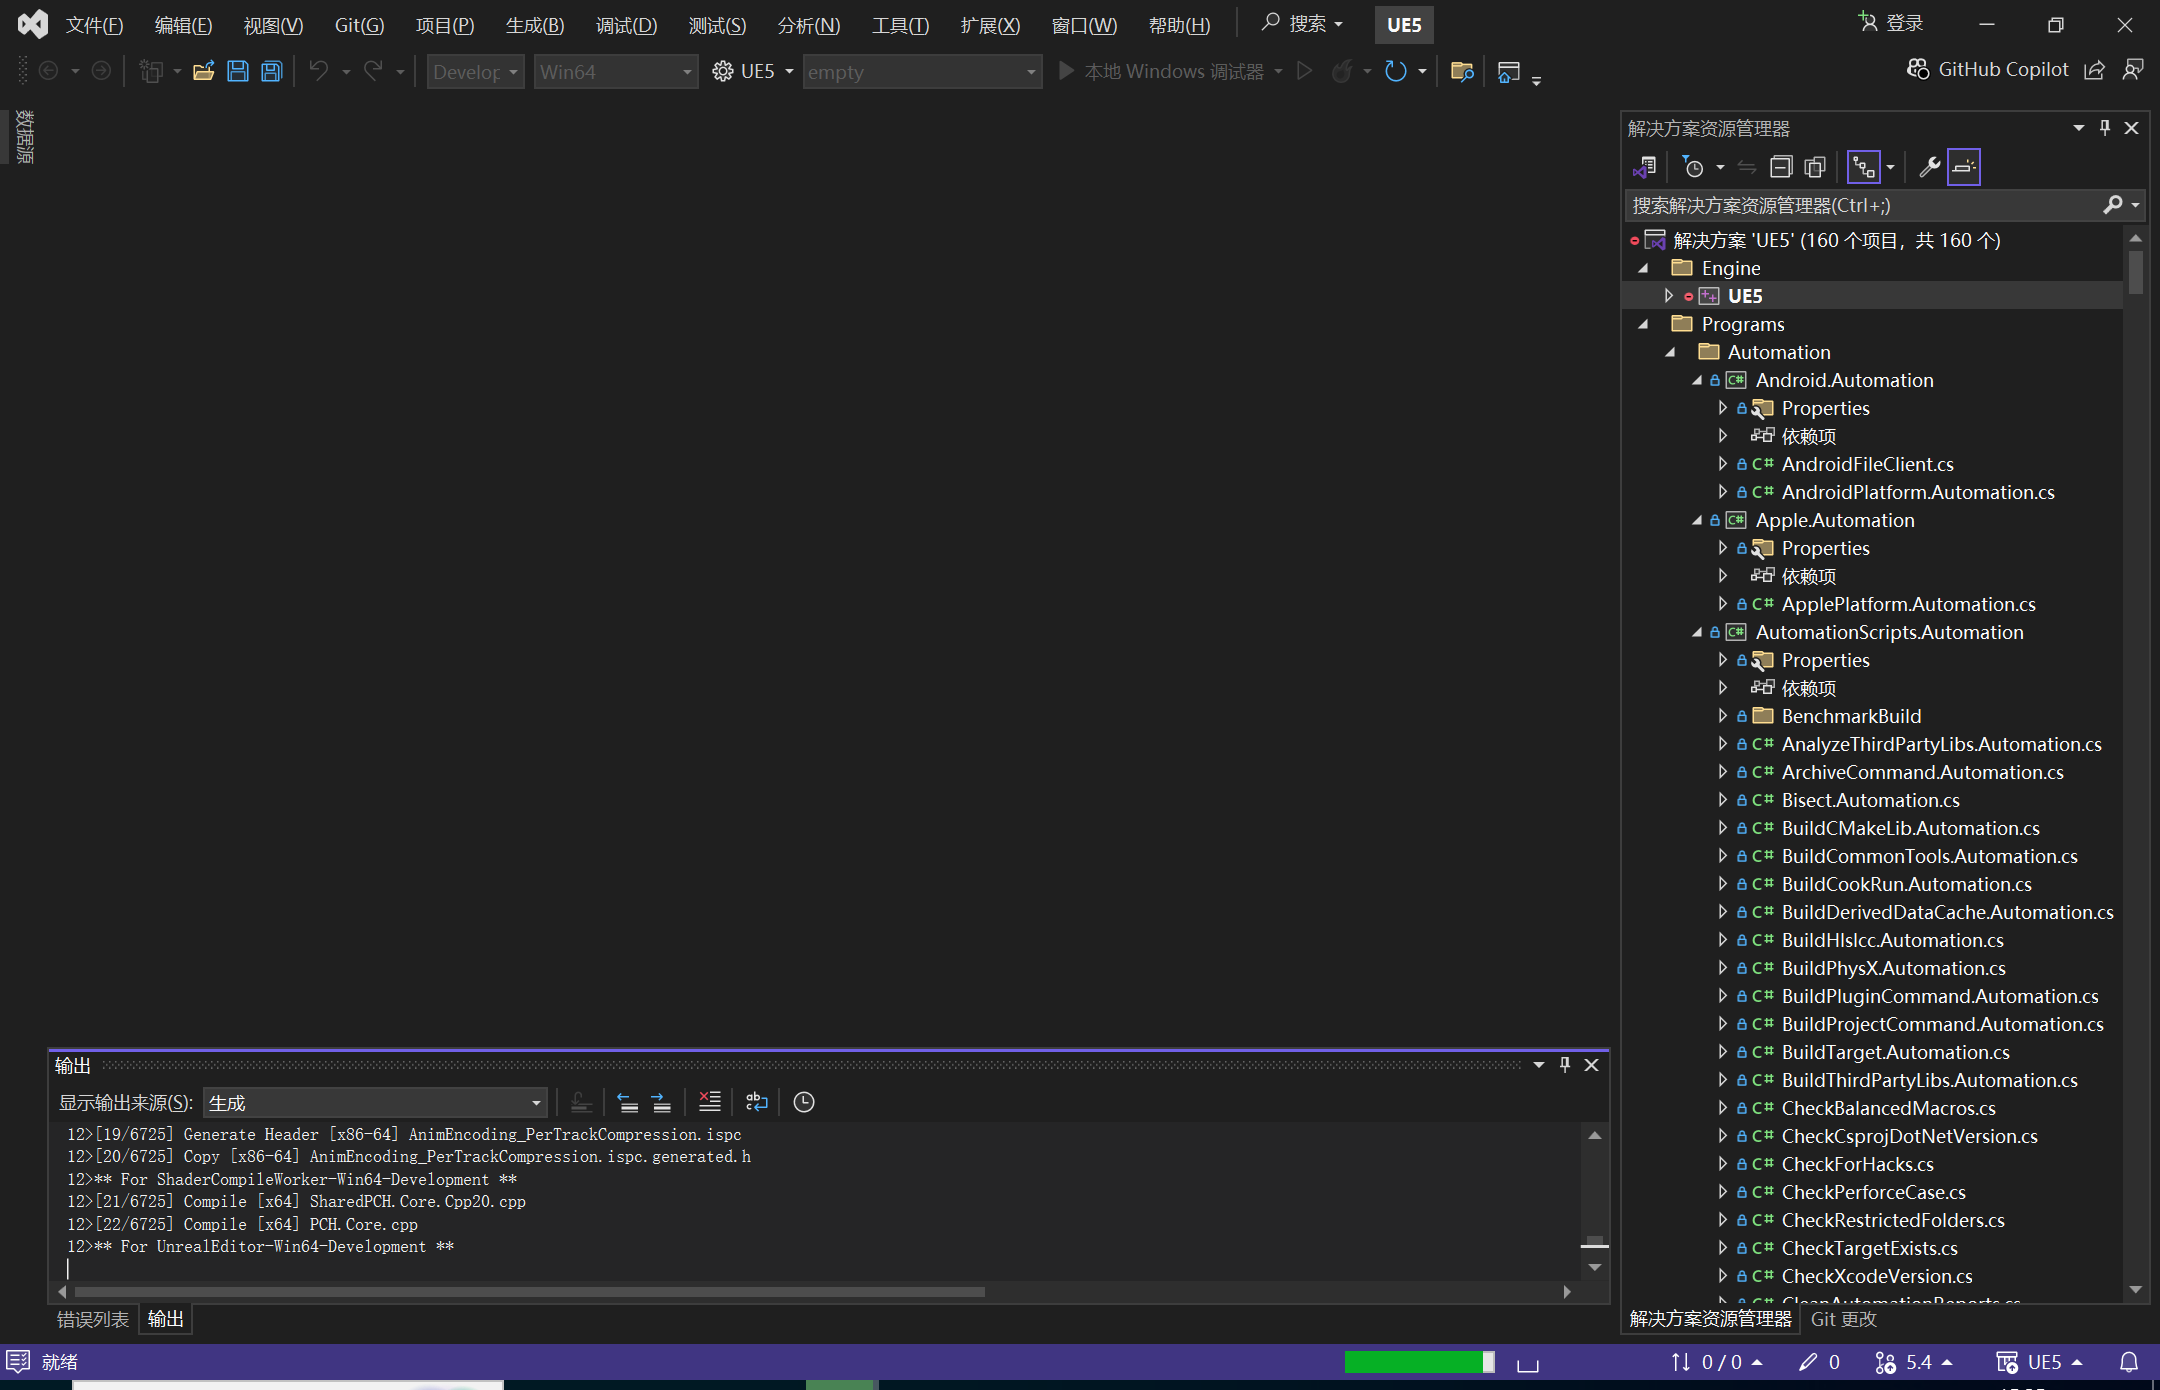 文件(F) 编辑(E) 视图(V) Git(G) 项目(P) 生成(B) 调试(D) 测试(S) 分析(N) 工具(T) 扩展(X) 窗口(W) 帮助(H) 搜索 UE5 登录
Develop Win64 UE5 empty 本地 Windows 调试器 GitHub Copilot
数据源
解决方案资源管理器
搜索解决方案资源管理器(Ctrl+;)
解决方案 'UE5' (160 个项目，共 160 个)
Engine
UE5
Programs
Automation
Android.Automation
Properties
依赖项
AndroidFileClient.cs
AndroidPlatform.Automation.cs
Apple.Automation
Properties
依赖项
ApplePlatform.Automation.cs
AutomationScripts.Automation
Properties
依赖项
BenchmarkBuild
AnalyzeThirdPartyLibs.Automation.cs
ArchiveCommand.Automation.cs
Bisect.Automation.cs
BuildCMakeLib.Automation.cs
BuildCommonTools.Automation.cs
BuildCookRun.Automation.cs
BuildDerivedDataCache.Automation.cs
BuildHlslcc.Automation.cs
BuildPhysX.Automation.cs
BuildPluginCommand.Automation.cs
BuildProjectCommand.Automation.cs
BuildTarget.Automation.cs
BuildThirdPartyLibs.Automation.cs
CheckBalancedMacros.cs
CheckCsprojDotNetVersion.cs
CheckForHacks.cs
CheckPerforceCase.cs
CheckRestrictedFolders.cs
CheckTargetExists.cs
CheckXcodeVersion.cs
CleanAutomationReports.cs
解决方案资源管理器 Git 更改
输出
显示输出来源(S): 生成
12>[19/6725] Generate Header [x86-64] AnimEncoding_PerTrackCompression.ispc
12>[20/6725] Copy [x86-64] AnimEncoding_PerTrackCompression.ispc.generated.h
12>** For ShaderCompileWorker-Win64-Development **
12>[21/6725] Compile [x64] SharedPCH.Core.Cpp20.cpp
12>[22/6725] Compile [x64] PCH.Core.cpp
12>** For UnrealEditor-Win64-Development **
错误列表 输出
就绪 0 / 0 0 5.4 UE5